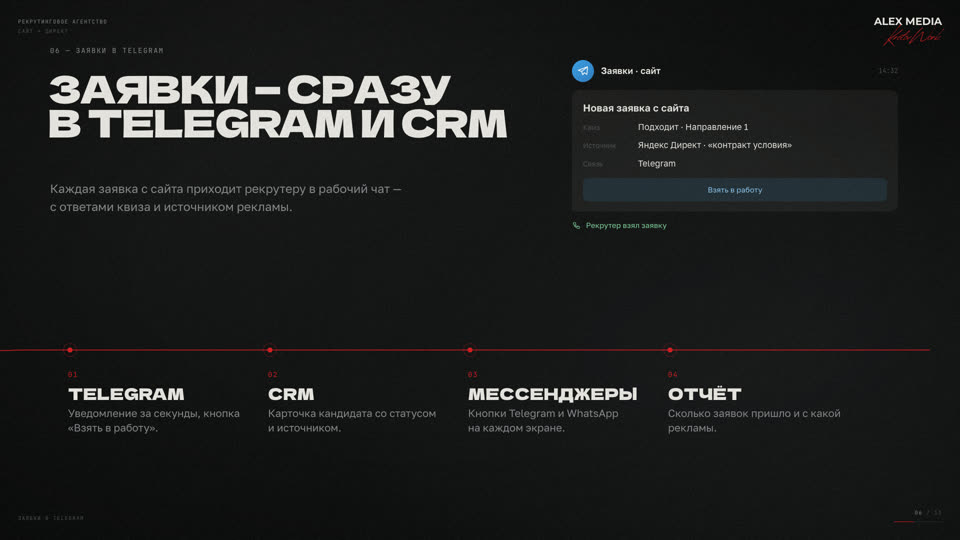 РЕКРУТИНГОВОЕ АГЕНТСТВО
САЙТ + ДИРЕКТ
ALEX MEDIA
06 — ЗАЯВКИ В TELEGRAM
ЗАЯВКИ — СРАЗУ
В TELEGRAM И CRM
Каждая заявка с сайта приходит рекрутеру в рабочий чат —
с ответами квиза и источником рекламы.
Заявки · сайт
14:32
Новая заявка с сайта
Квиз
Подходит · Направление 1
Источник
Яндекс Директ · «контракт условия»
Связь
Telegram
Взять в работу
Рекрутер взял заявку
01
TELEGRAM
Уведомление за секунды, кнопка
«Взять в работу».
02
CRM
Карточка кандидата со статусом
и источником.
03
МЕССЕНДЖЕРЫ
Кнопки Telegram и WhatsApp
на каждом экране.
04
ОТЧЁТ
Сколько заявок пришло и с какой
рекламы.
ЗАЯВКИ В TELEGRAM
06 / 13